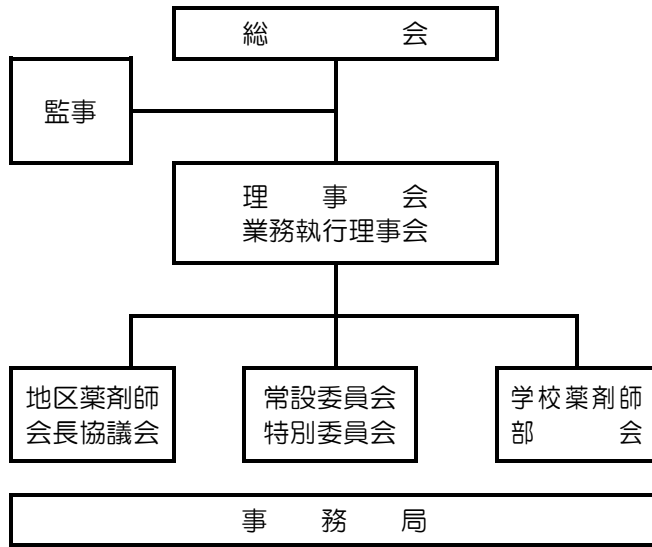 総会
監事
理事会
業務執行理事会
地区薬剤師
会長協議会
常設委員会
特別委員会
学校薬剤師
部会
事務局